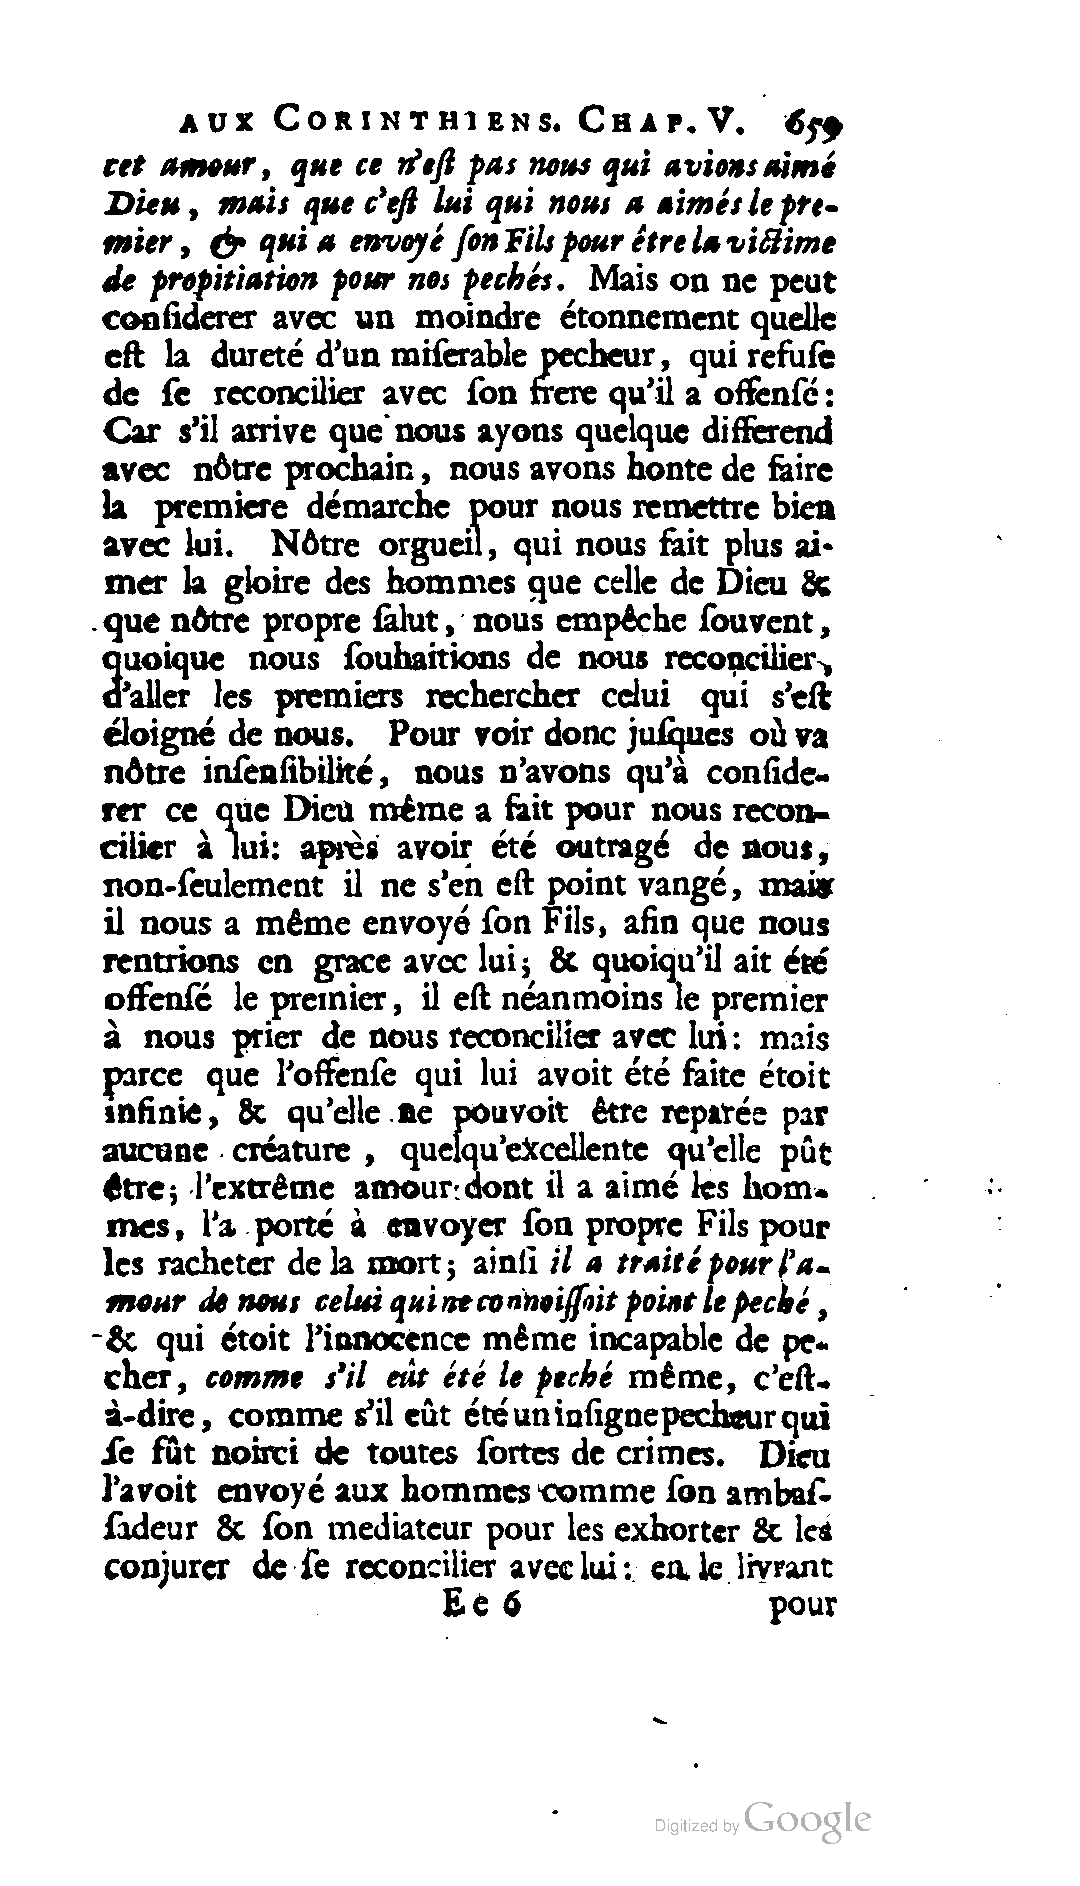 AUX CORINTHIENS. CHAP. V. 659
cet amour, que ce n'eſt pas nous qui avions aimé
Dieu, mais que c'eſt lui qui nous a aimés le pre-
mier, & qui a envoyé ſon Fils pour être la victime
de propitiation pour nos pechés. Mais on ne peut
conſiderer avec un moindre étonnement quelle
eſt la dureté d'un miſerable pecheur, qui refuſe
de ſe reconcilier avec ſon frere qu'il a offenſé:
Car s'il arrive que nous ayons quelque differend
avec nôtre prochain, nous avons honte de faire
la premiere démarche pour nous remettre bien
avec lui. Nôtre orgueil, qui nous fait plus ai-
mer la gloire des hommes que celle de Dieu &
que nôtre propre ſalut, nous empêche ſouvent,
quoique nous ſouhaitions de nous reconcilier,
d'aller les premiers rechercher celui qui s'eſt
éloigné de nous. Pour voir donc juſques où va
nôtre inſenſibilité, nous n'avons qu'à conſide-
rer ce que Dieu même a fait pour nous recon-
cilier à lui: après avoir été outragé de nous,
non-ſeulement il ne s'en eſt point vangé, mais
il nous a même envoyé ſon Fils, afin que nous
rentrions en grace avec lui; & quoiqu'il ait été
offenſé le premier, il eſt néanmoins le premier
à nous prier de nous reconcilier avec lui: mais
parce que l'offenſe qui lui avoit été faite étoit
infinie, & qu'elle ne pouvoit être reparée par
aucune créature, quelqu'excellente qu'elle pût
être; l'extrême amour dont il a aimé les hom-
mes, l'a porté à envoyer ſon propre Fils pour
les racheter de la mort; ainſi il a traité pour l'a-
mour de nous celui qui ne connoiſſoit point le peché,
& qui étoit l'innocence même incapable de pe-
cher, comme s'il eût été le peché même, c'eſt-
à-dire, comme s'il eût été un inſigne pecheur qui
ſe fût noirci de toutes ſortes de crimes. Dieu
l'avoit envoyé aux hommes comme ſon ambaſ-
ſadeur & ſon mediateur pour les exhorter & les
conjurer de ſe reconcilier avec lui: en le livrant
Ee 6 pour
Digitized by Google